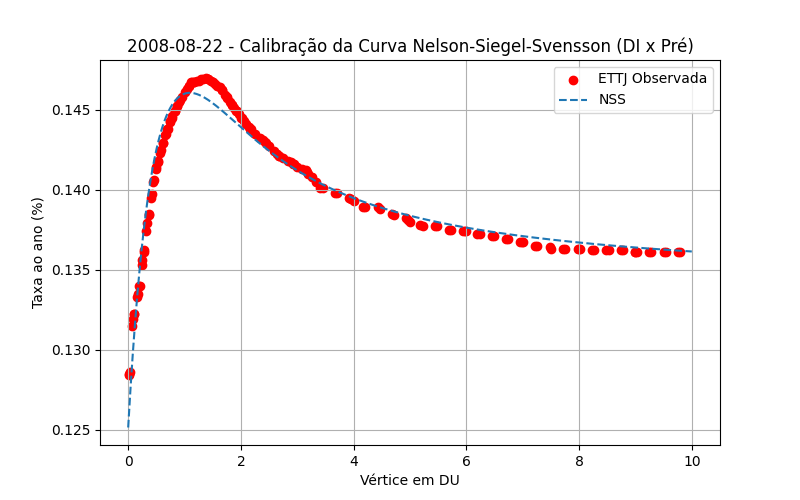 2008-08-22 - Calibração da Curva Nelson-Siegel-Svensson (DI x Pré)
ETTJ Observada
NSS
Taxa ao ano (%)
0.145
0.140
0.135
0.130
0.125
0 2 4 6 8 10
Vértice em DU